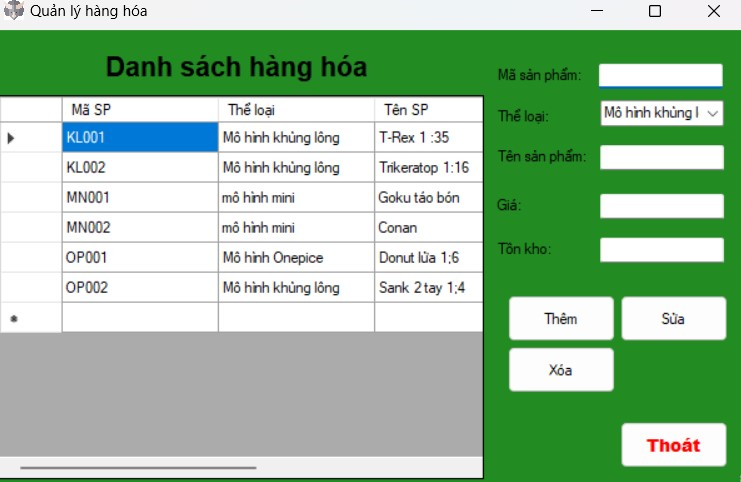 Quản lý hàng hóa
Danh sách hàng hóa
Mã SP Thể loại Tên SP
KL001 Mô hình khủng lông T-Rex 1 :35
KL002 Mô hình khủng lông Trikeratop 1:16
MN001 mô hình mini Goku táo bón
MN002 mô hình mini Conan
OP001 Mô hình Onepice Donut lửa 1;6
OP002 Mô hình khủng lông Sank 2 tay 1;4
Mã sản phẩm:
Thể loại: Mô hình khủng l
Tên sản phẩm:
Giá:
Tồn kho:
Thêm Sửa
Xóa
Thoát